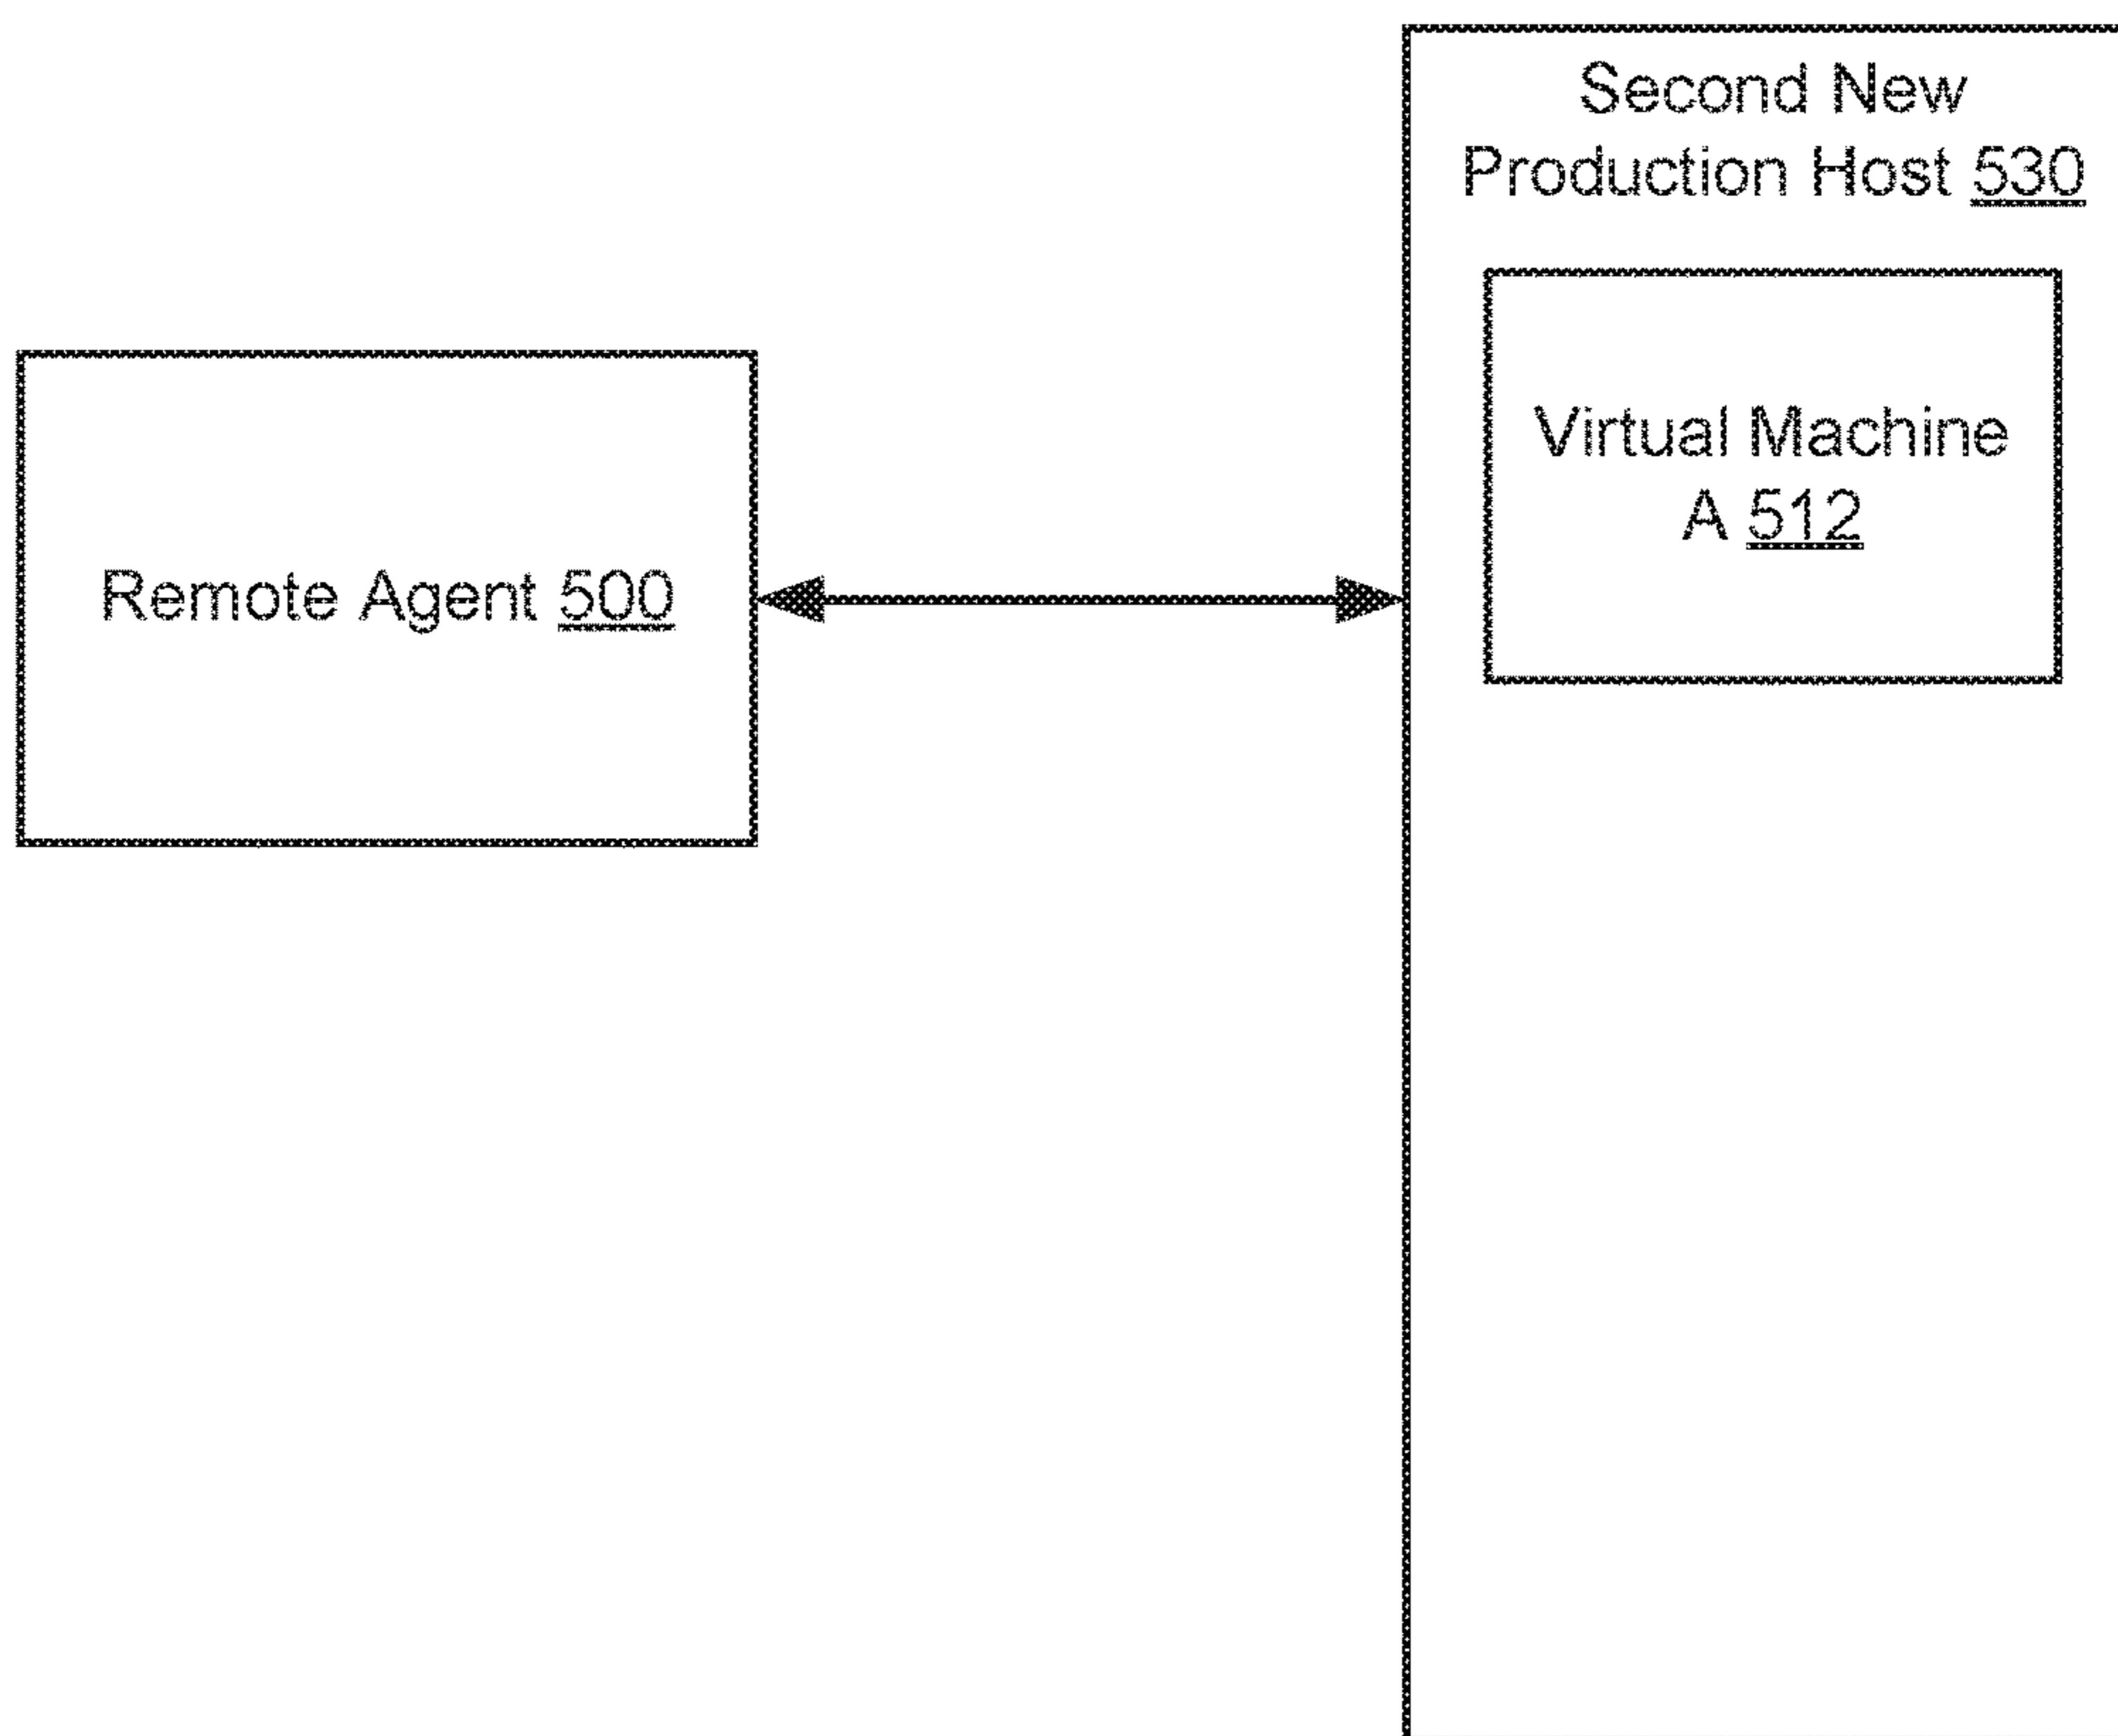 Second New
Production Host 530
Virtual Machine
A 512
Remote Agent 500